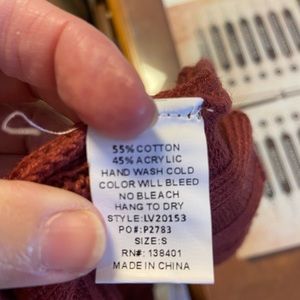 55% COTTON
45% ACRYLIC
HAND WASH COLD
COLOR WILL BLEED
NO BLEACH
HANG TO DRY
STYLE:LV20153
PO#:P2783
SIZE:S
RN#: 138401
MADE IN CHINA